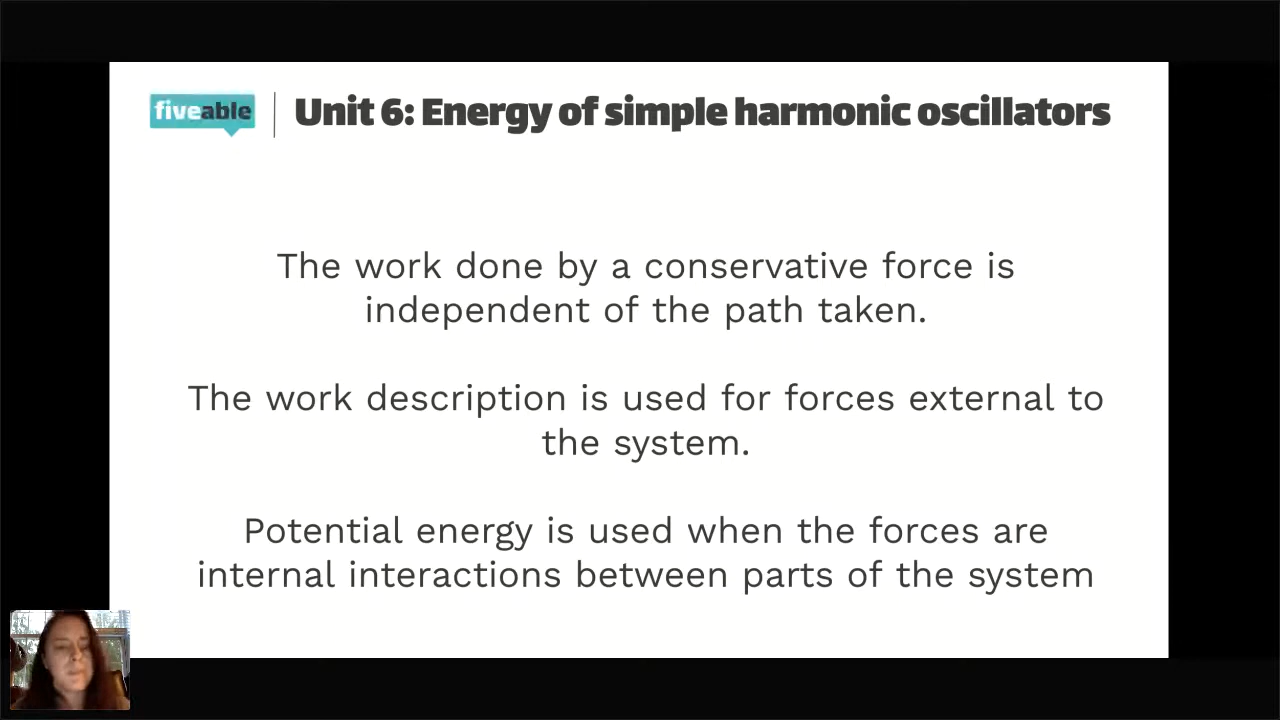 fiveable
Unit 6: Energy of simple harmonic oscillators
The work done by a conservative force is
independent of the path taken.
The work description is used for forces external to
the system.
Potential energy is used when the forces are
internal interactions between parts of the system